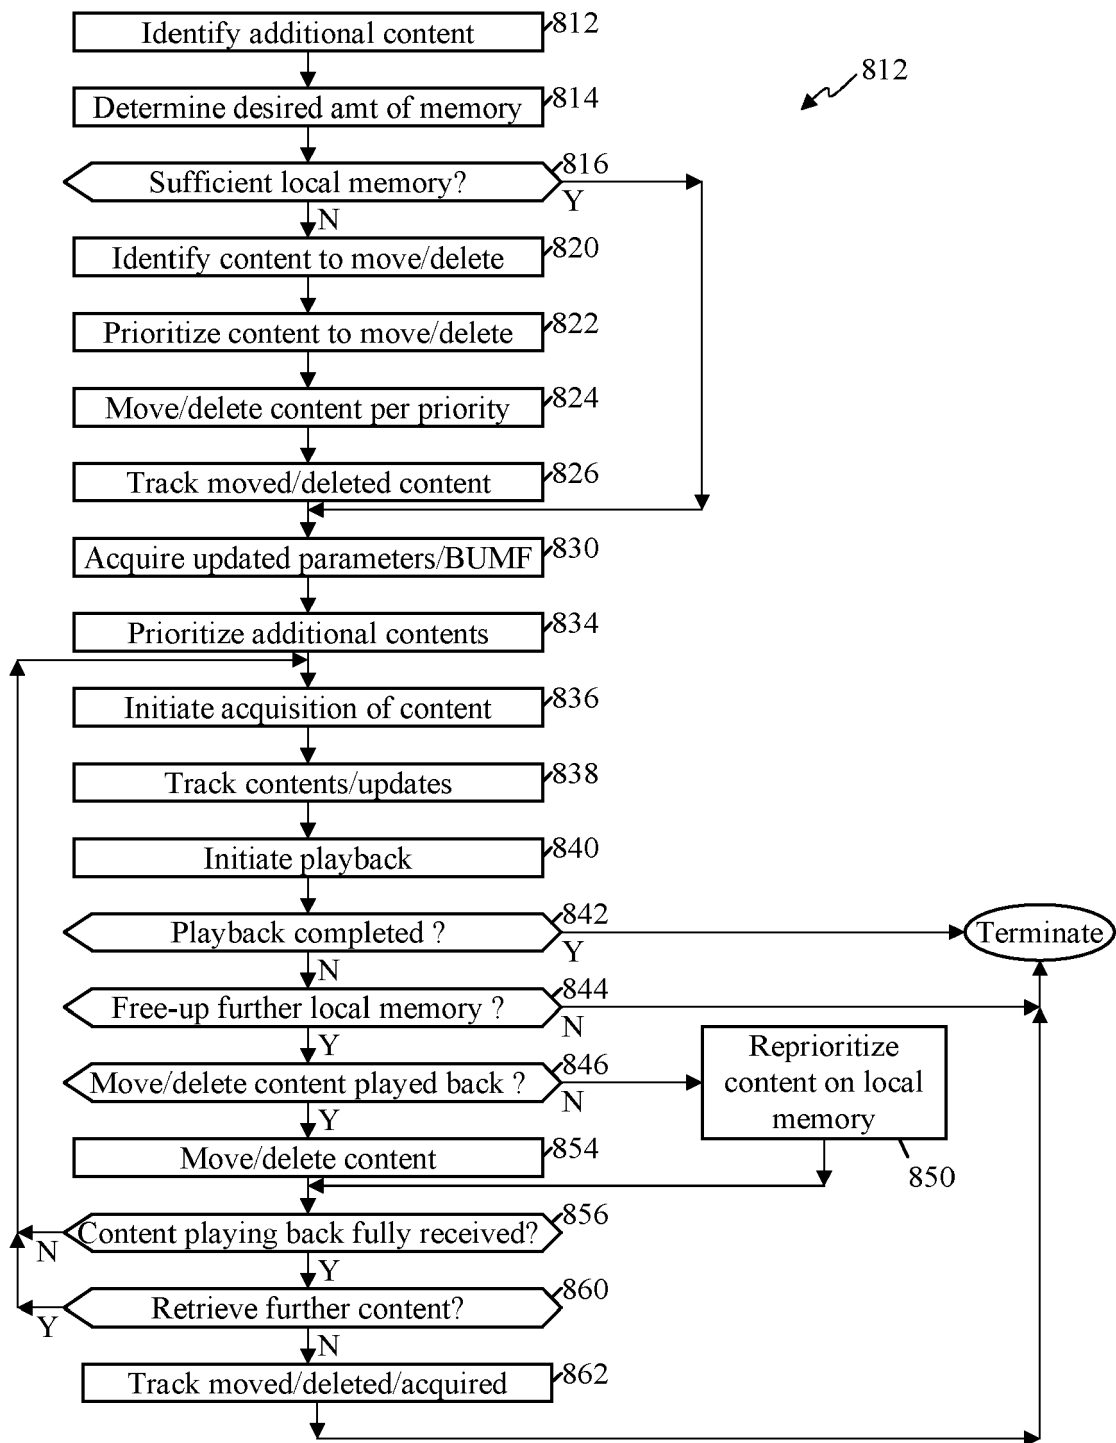 Identify additional content
812
812
Determine desired amt of memory
814
Sufficient local memory?
816
Y
N
Identify content to move/delete
820
Prioritize content to move/delete
822
Move/delete content per priority
824
Track moved/deleted content
826
Acquire updated parameters/BUMF
830
Prioritize additional contents
834
Initiate acquisition of content
836
Track contents/updates
838
Initiate playback
840
Playback completed ?
842
Y
Terminate
N
Free-up further local memory ?
844
N
Y
Move/delete content played back ?
846
N
Reprioritize
content on local
memory
850
Y
Move/delete content
854
Content playing back fully received?
856
N
Y
Retrieve further content?
860
Y
N
Track moved/deleted/acquired
862